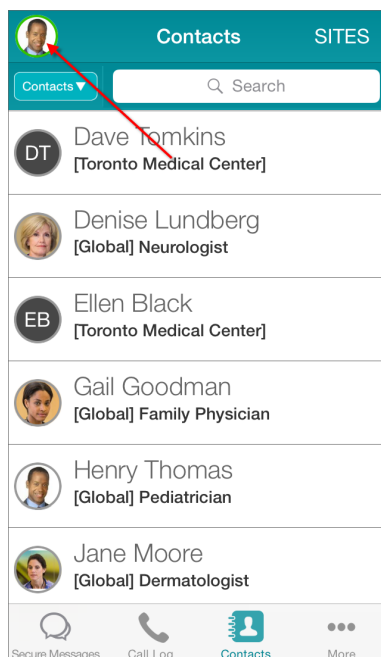 Contacts SITES
Contacts▼ Search
DT Dave Tomkins
[Toronto Medical Center]
Denise Lundberg
[Global] Neurologist
EB Ellen Black
[Toronto Medical Center]
Gail Goodman
[Global] Family Physician
Henry Thomas
[Global] Pediatrician
Jane Moore
[Global] Dermatologist
Secure Messages Call Log Contacts More